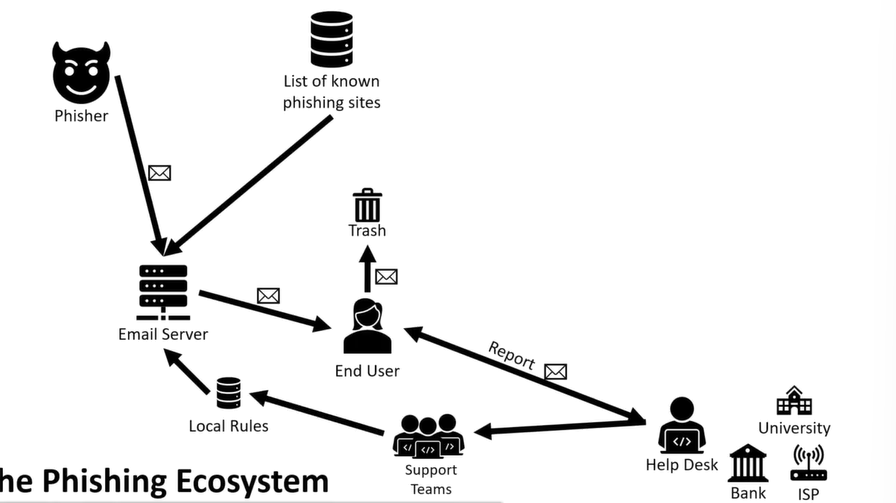 List of known
phishing sites
Phisher
Trash
Email Server
End User
Report
Local Rules
Support
Teams
Help Desk
University
Bank
ISP
he Phishing Ecosystem